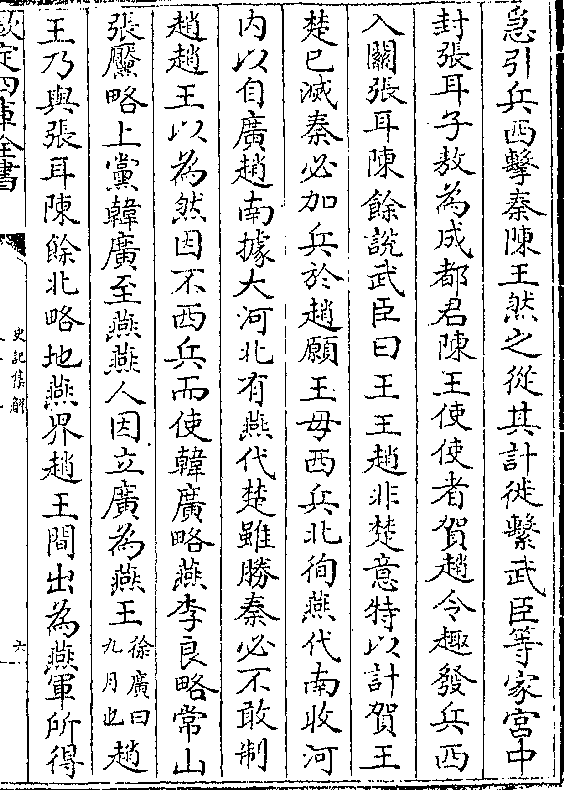 急引兵西擊秦陳王然之從其計徙繫武臣等家宮中
封張耳子敖為成都君陳王使使者賀趙令趣發兵西
入關張耳陳餘說武臣曰王王趙非楚意特以計賀王
楚已滅秦必加兵於趙願王毋西兵北徇燕代南收河
内以自廣趙南據大河北有燕代楚雖勝秦必不敢制
趙趙王以為然因不西兵而使韓廣略燕李良略常山
張黶略上黨韓廣至燕燕人因立廣為燕王徐廣曰九月也趙
王乃與張耳陳餘北略地燕界趙王間出為燕軍所得
欽定四庫全書
史記集解
六